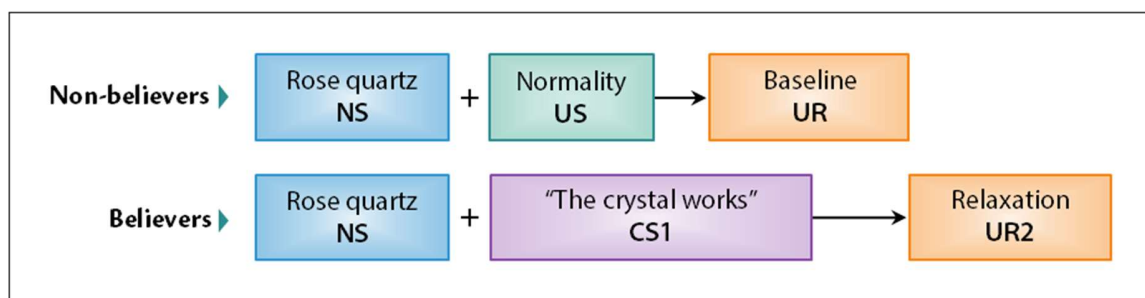 Non-believers
Rose quartz
NS
+
Normality
US
Baseline
UR
Believers
Rose quartz
NS
+
“The crystal works”
CS1
Relaxation
UR2